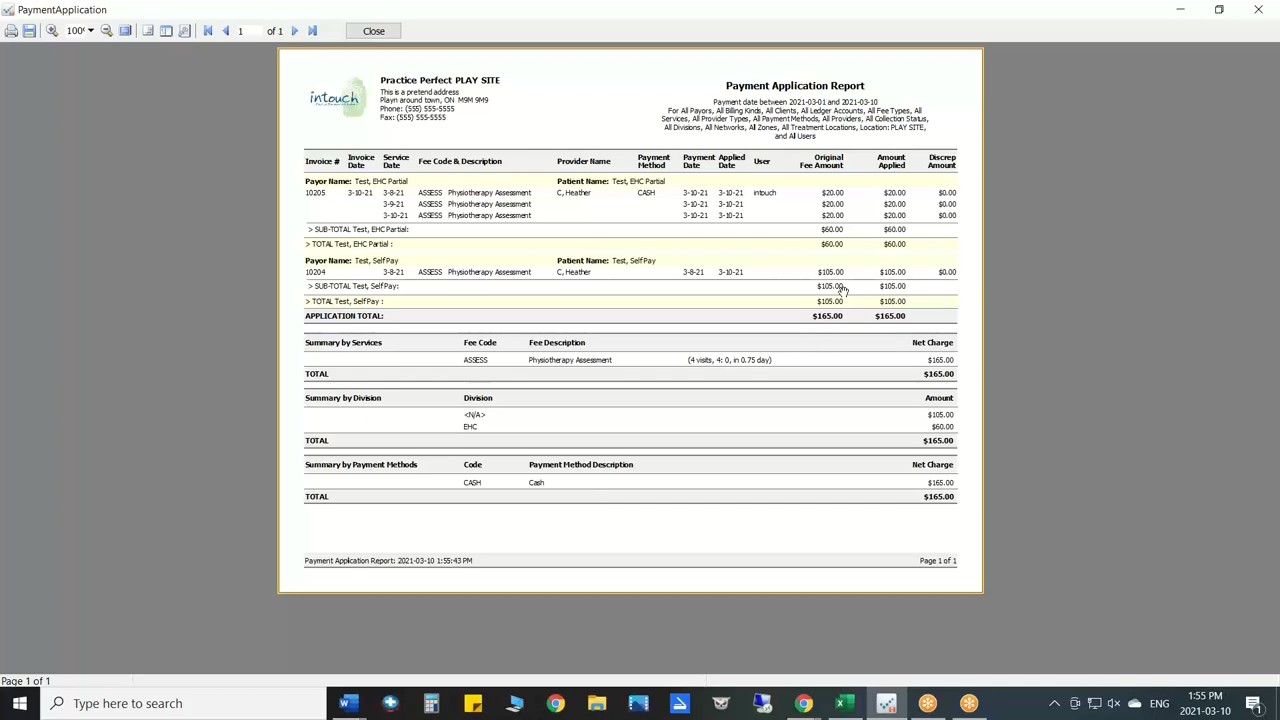 PaymentApplication
100%
1 of 1
Close
intouch
Practice Perfect PLAY SITE
This is a pretend address
Playn around town, ON M9M 9M9
Phone: (555) 555-5555
Fax: (555) 555-5555
Payment Application Report
Payment date between 2021-03-01 and 2021-03-10
For All Payors, All Billing Kinds, All Clients, All Ledger Accounts, All Fee Types, All
Services, All Provider Types, All Payment Methods, All Providers, All Collection Status,
All Divisions, All Networks, All Zones, All Treatment Locations, Location: PLAY SITE,
and All Users
Invoice # Invoice Date Service Date Fee Code & Description Provider Name Payment Method Payment Date Applied Date User Original Fee Amount Amount Applied Discrep Amount
Payor Name: Test, EHC Partial Patient Name: Test, EHC Partial
10205 3-10-21 3-8-21 ASSESS Physiotherapy Assessment C, Heather CASH 3-10-21 3-10-21 intouch $20.00 $20.00 $0.00
3-9-21 ASSESS Physiotherapy Assessment 3-10-21 3-10-21 $20.00 $20.00 $0.00
3-10-21 ASSESS Physiotherapy Assessment 3-10-21 3-10-21 $20.00 $20.00 $0.00
> SUB-TOTAL Test, EHC Partial: $60.00 $60.00
> TOTAL Test, EHC Partial : $60.00 $60.00
Payor Name: Test, Self Pay Patient Name: Test, Self Pay
10204 3-8-21 ASSESS Physiotherapy Assessment C, Heather 3-8-21 3-10-21 $105.00 $105.00 $0.00
> SUB-TOTAL Test, Self Pay: $105.00 $105.00
> TOTAL Test, Self Pay : $105.00 $105.00
APPLICATION TOTAL: $165.00 $165.00
Summary by Services Fee Code Fee Description Net Charge
ASSESS Physiotherapy Assessment (4 visits, 4: 0, in 0.75 day) $165.00
TOTAL $165.00
Summary by Division Division Amount
<N/A> $105.00
EHC $60.00
TOTAL $165.00
Summary by Payment Methods Code Payment Method Description Net Charge
CASH Cash $165.00
TOTAL $165.00
Payment Application Report: 2021-03-10 1:55:43 PM Page 1 of 1
Page 1 of 1
Type here to search
ENG
1:55 PM
2021-03-10